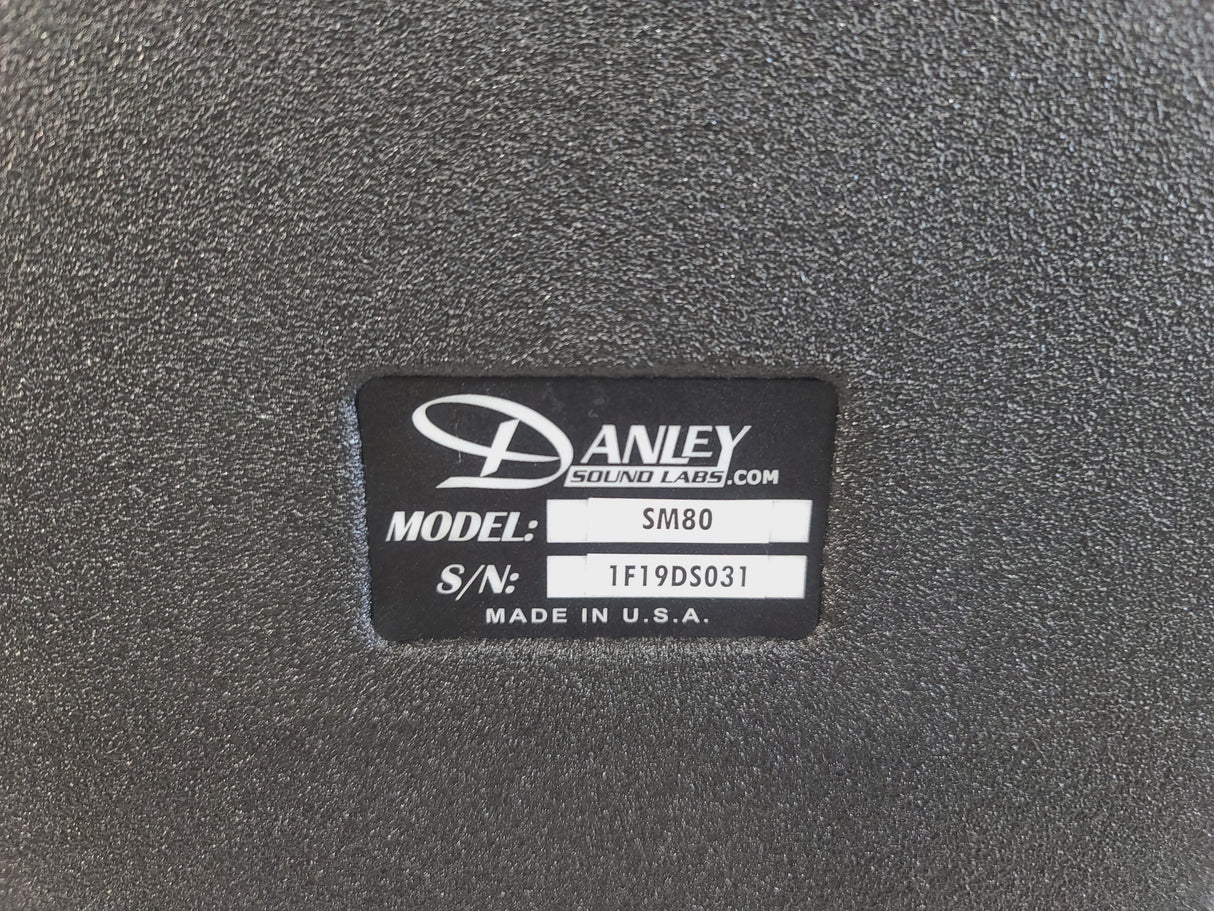 DANLEY
SOUND LABS.COM
MODEL: SM80
S/N: 1F19DS031
MADE IN U.S.A.